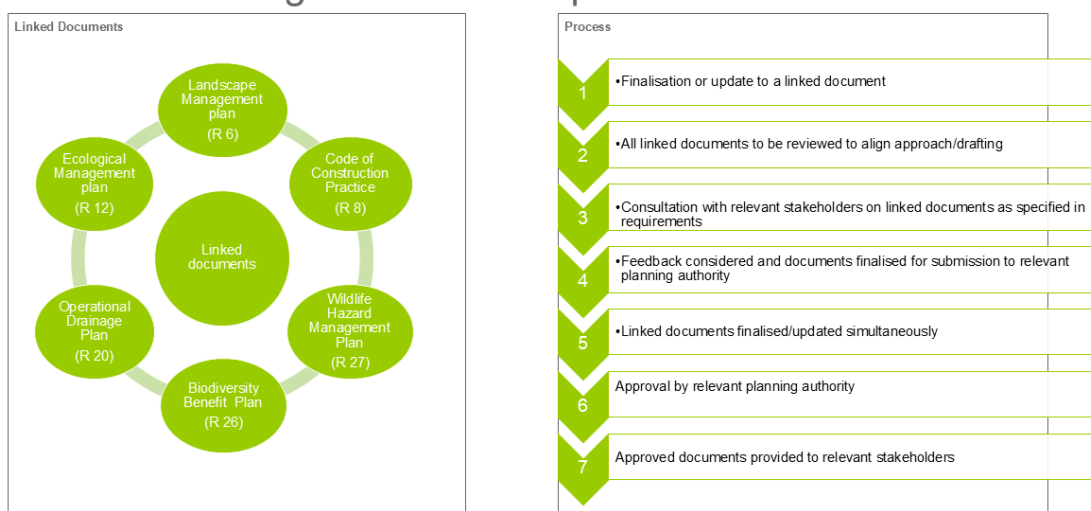 Linked Documents
Landscape
Management
plan
(R 6)
Code of
Construction
Practice
(R 8)
Wildlife
Hazard
Management
Plan
(R 27)
Biodiversity
Benefit Plan
(R 26)
Operational
Drainage
Plan
(R 20)
Ecological
Management
plan
(R 12)
Linked
documents
Process
1
•Finalisation or update to a linked document
2
•All linked documents to be reviewed to align approach/drafting
3
•Consultation with relevant stakeholders on linked documents as specified in
requirements
4
•Feedback considered and documents finalised for submission to relevant
planning authority
5
•Linked documents finalised/updated simultaneously
6
Approval by relevant planning authority
7
Approved documents provided to relevant stakeholders